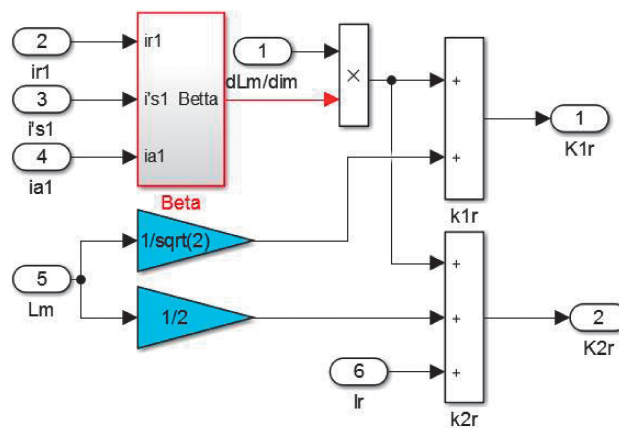 2
ir1
3
i's1
4
ia1
ir1
i's1
ia1
Betta
Beta
1
dLm/dim
×
+
+
k1r
1
K1r
5
Lm
1/sqrt(2)
1/2
6
Ir
+
+
+
k2r
2
K2r